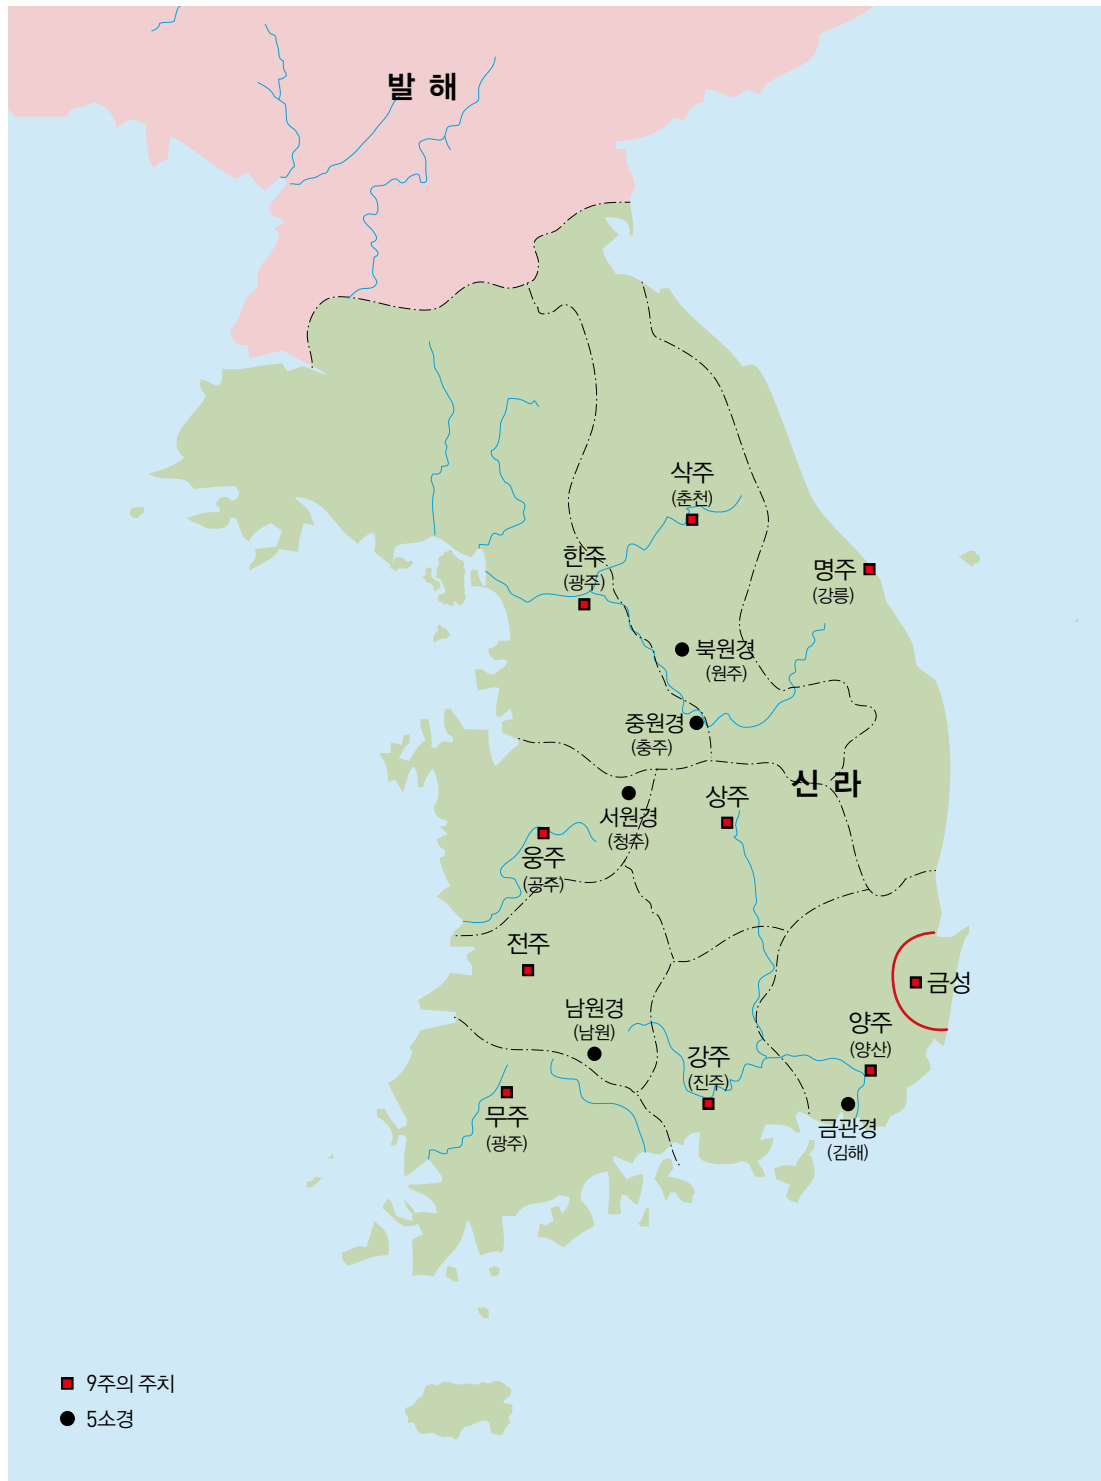 발 해
삭주
(춘천)
한주
(광주)
명주
(강릉)
북원경
(원주)
중원경
(충주)
신 라
상주
서원경
(청주)
웅주
(공주)
전주
금성
남원경
(남원)
양주
(양산)
강주
(진주)
무주
(광주)
금관경
(김해)
9주의 주치
5소경